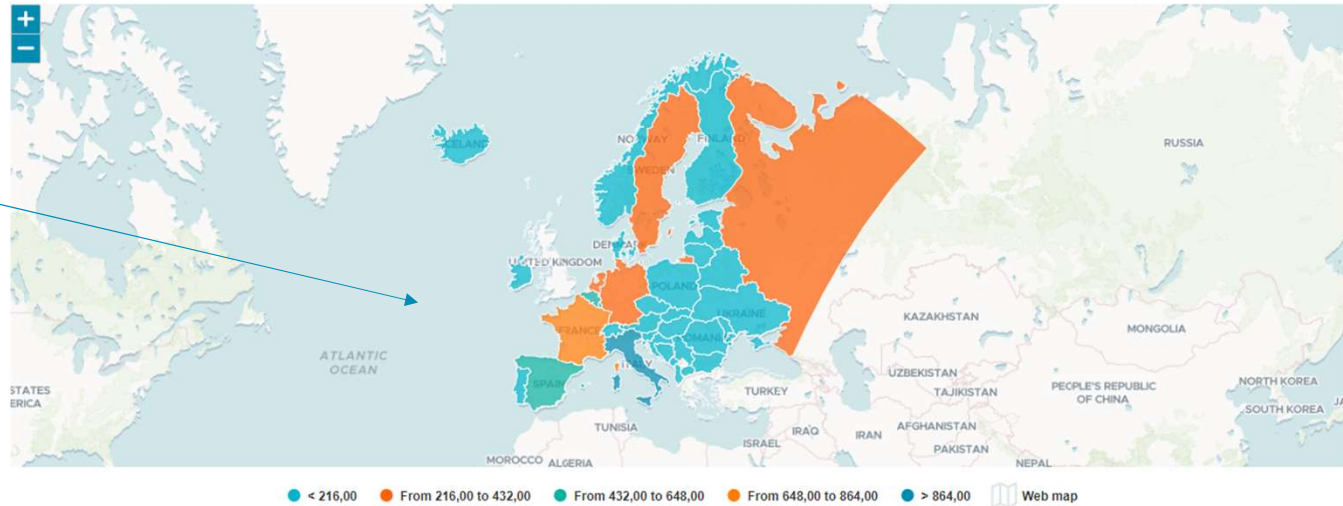 +
−
ICELAND
NORWAY
SWEDEN
FINLAND
RUSSIA
DENMARK
UNITED KINGDOM
POLAND
UKRAINE
FRANCE
ROMANI
ITALY
SPAIN
KAZAKHSTAN
MONGOLIA
ATLANTIC
OCEAN
UZBEKISTAN
TAJIKISTAN
TURKEY
PEOPLE'S REPUBLIC
OF CHINA
NORTH KOREA
SOUTH KOREA
JA
STATES
ERICA
TUNISIA
ISRAEL
IRAQ
IRAN
AFGHANISTAN
PAKISTAN
NEPAL
MOROCCO
ALGERIA
< 216,00 From 216,00 to 432,00 From 432,00 to 648,00 From 648,00 to 864,00 > 864,00 Web map